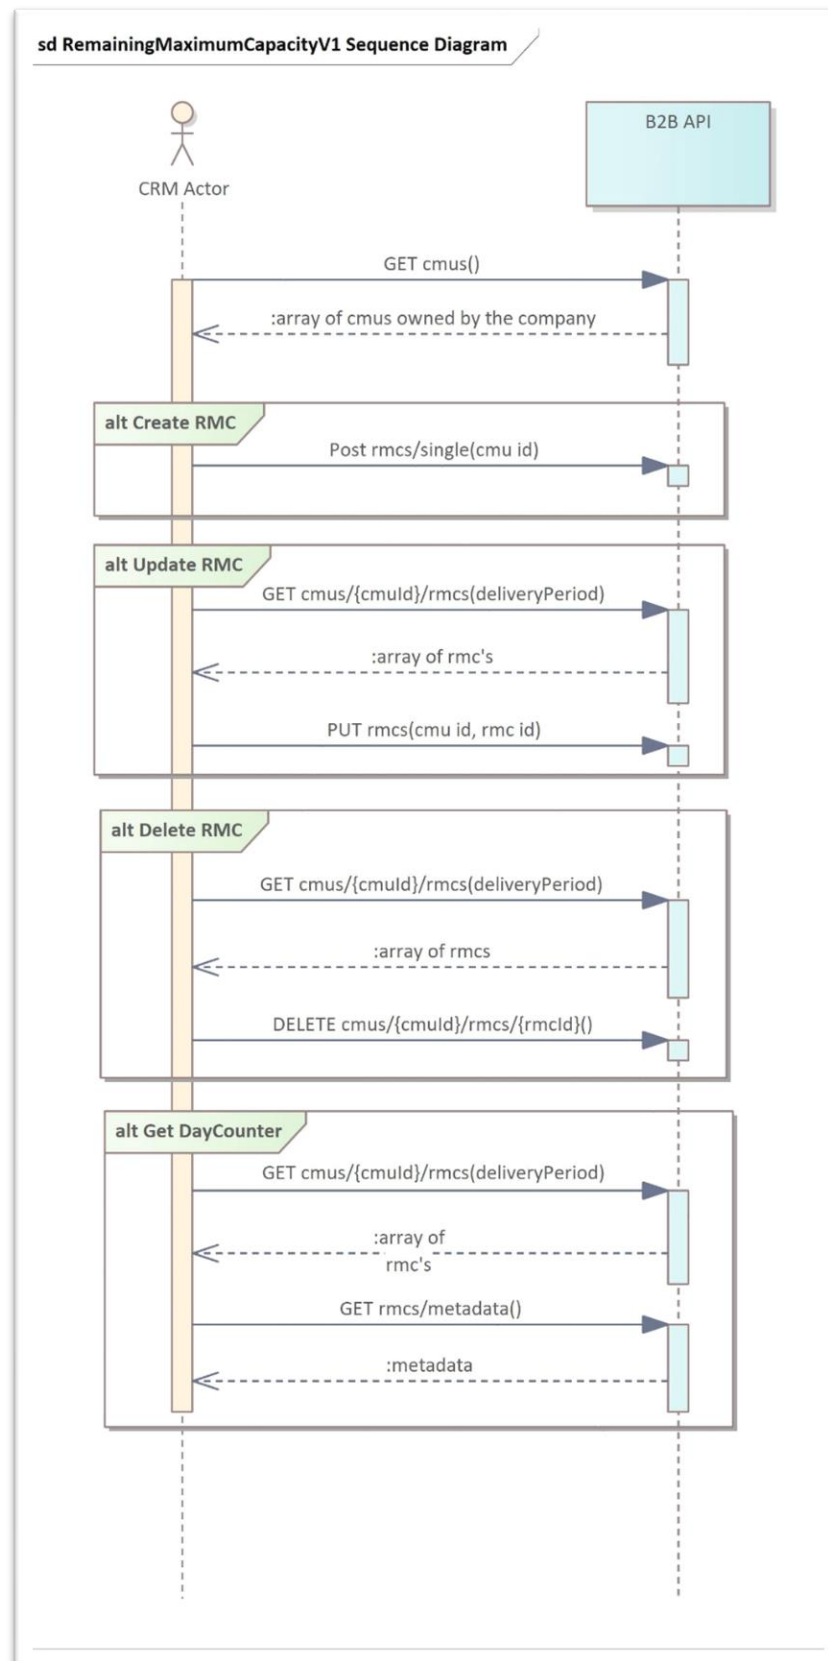 sd RemainingMaximumCapacityV1 Sequence Diagram
B2B API
CRM Actor
GET cmus()
:array of cmus owned by the company
alt Create RMC
Post rmcs/single(cmu id)
alt Update RMC
GET cmus/{cmuId}/rmcs(deliveryPeriod)
:array of rmc's
PUT rmcs(cmu id, rmc id)
alt Delete RMC
GET cmus/{cmuId}/rmcs(deliveryPeriod)
:array of rmcs
DELETE cmus/{cmuId}/rmcs/{rmcId}()
alt Get DayCounter
GET cmus/{cmuId}/rmcs(deliveryPeriod)
:array of
rmc's
GET rmcs/metadata()
:metadata